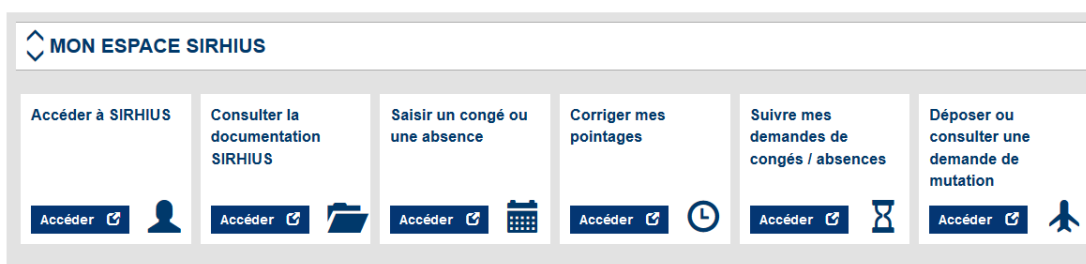 MON ESPACE SIRHIUS
Accéder à SIRHIUS
Accéder
Consulter la
documentation
SIRHIUS
Accéder
Saisir un congé ou
une absence
Accéder
Corriger mes
pointages
Accéder
Suivre mes
demandes de
congés / absences
Accéder
Déposer ou
consulter une
demande de
mutation
Accéder